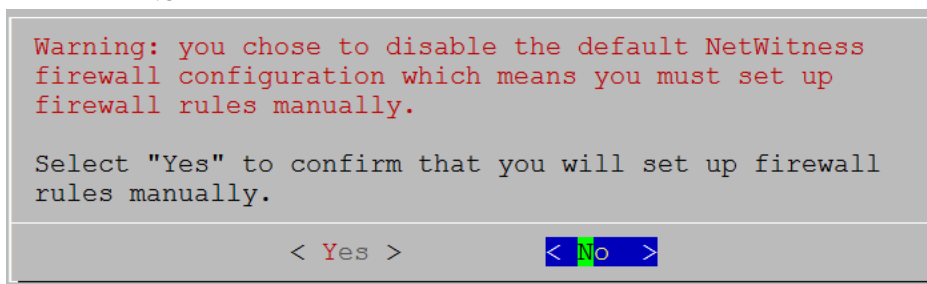 Warning: you chose to disable the default NetWitness
firewall configuration which means you must set up
firewall rules manually.
Select "Yes" to confirm that you will set up firewall
rules manually.
< Yes > < No >